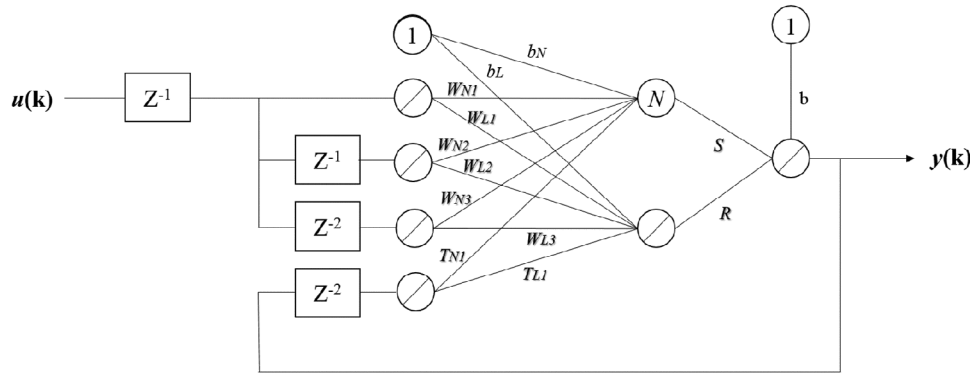 1
1
bN
bL
u(k)
Z-1
WN1
N
b
WL1
S
Z-1
WN2
WL2
y(k)
WN3
R
Z-2
WL3
TN1
TL1
Z-2